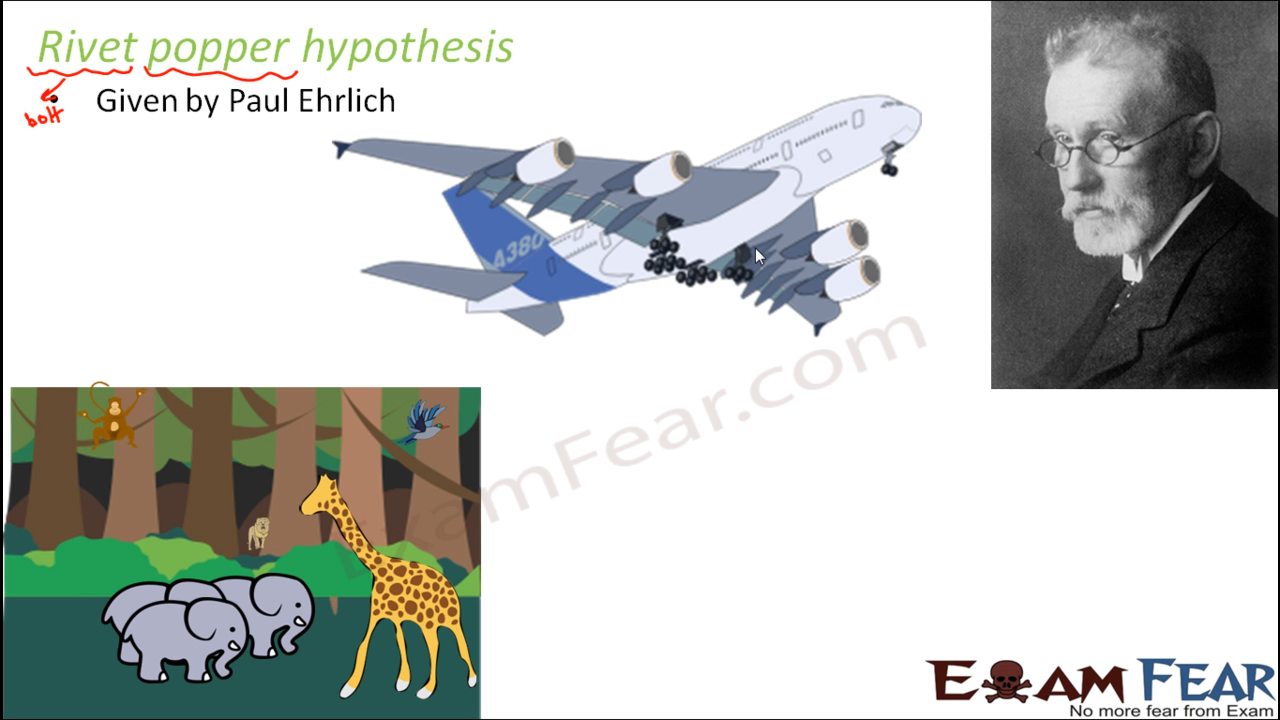 Rivet popper hypothesis
bolt
Given by Paul Ehrlich
A380
ExamFear.com
EXAM FEAR
No more fear from Exam